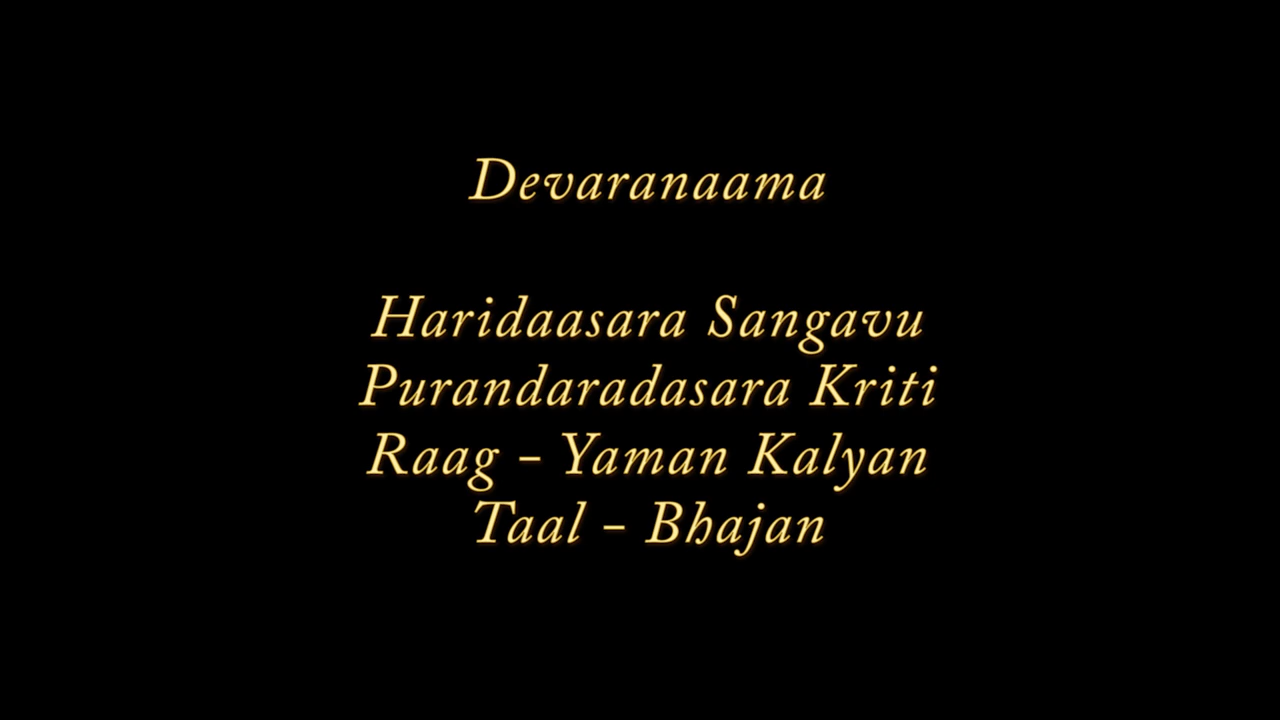 Devaranaama
Haridaasara Sangavu
Purandaradasara Kriti
Raag - Yaman Kalyan
Taal - Bhajan